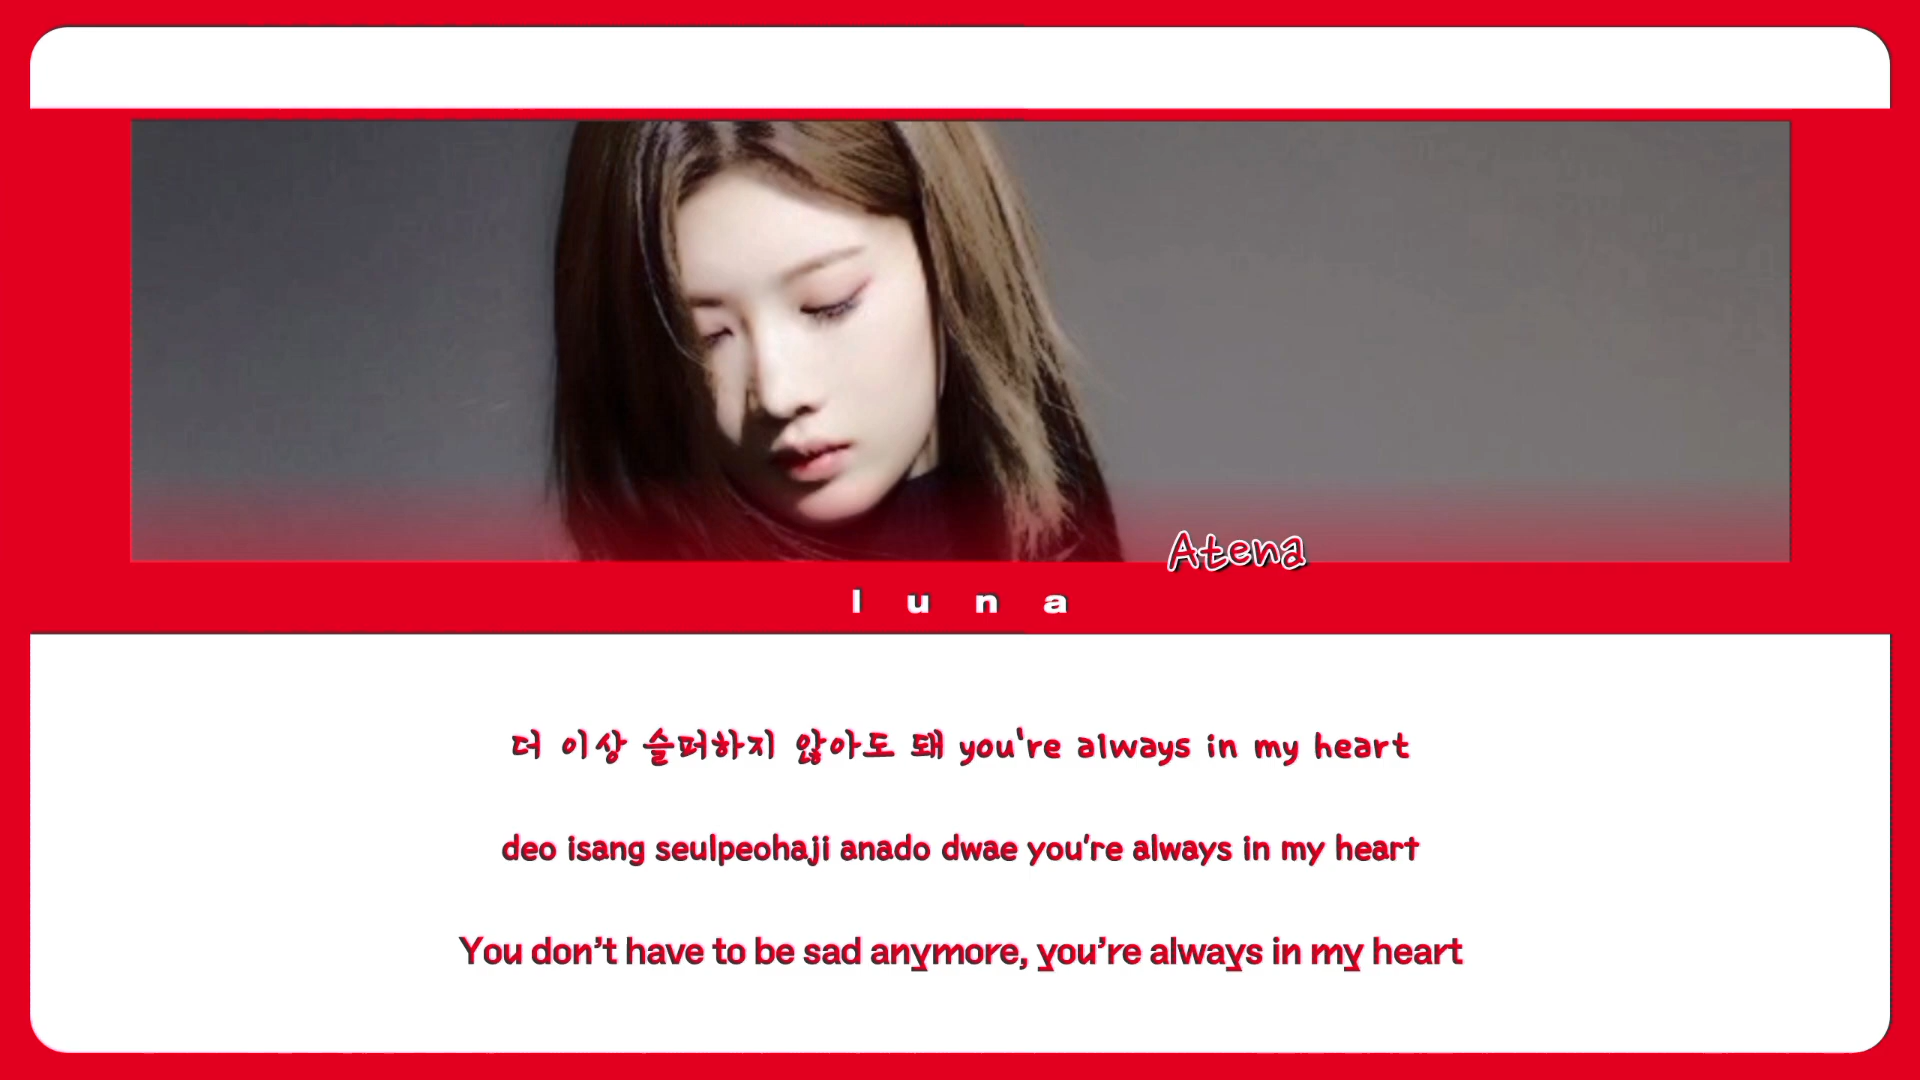 Atena
luna
더 이상 슬퍼하지 않아도 돼 you're always in my heart
deo isang seulpeohaji anado dwae you're always in my heart
You don't have to be sad anymore, you're always in my heart